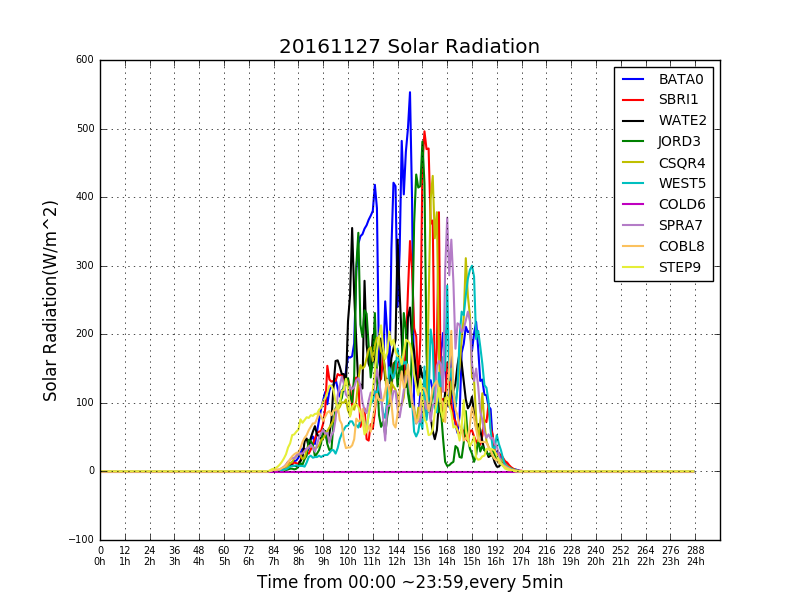 20161127 Solar Radiation
600
500
400
300
200
100
0
−100
Solar Radiation(W/m^2)
BATA0
SBRI1
WATE2
JORD3
CSQR4
WEST5
COLD6
SPRA7
COBL8
STEP9
0 12 24 36 48 60 72 84 96 108 120 132 144 156 168 180 192 204 216 228 240 252 264 276 288
0h 1h 2h 3h 4h 5h 6h 7h 8h 9h 10h 11h 12h 13h 14h 15h 16h 17h 18h 19h 20h 21h 22h 23h 24h
Time from 00:00 ~23:59,every 5min